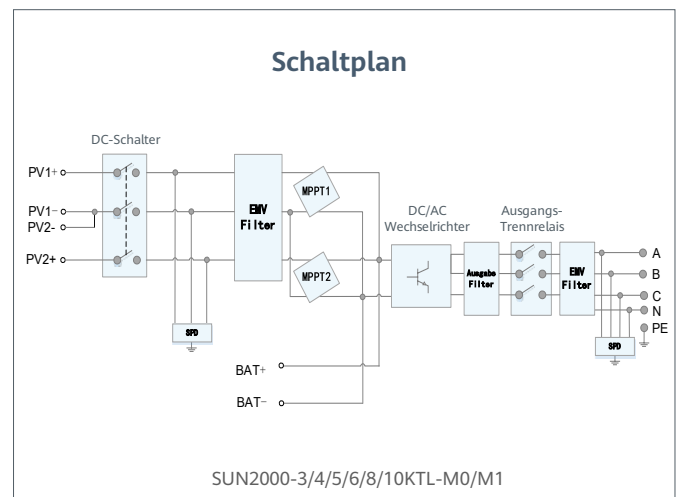 Schaltplan
DC-Schalter
PV1+
PV1−
PV2-
PV2+
EMV
Filter
MPPT1
MPPT2
SPD
BAT+
BAT−
DC/AC
Wechselrichter
Ausgabe
Filter
Ausgangs-
Trennrelais
EMV
Filter
A
B
C
N
PE
SPD
SUN2000-3/4/5/6/8/10KTL-M0/M1